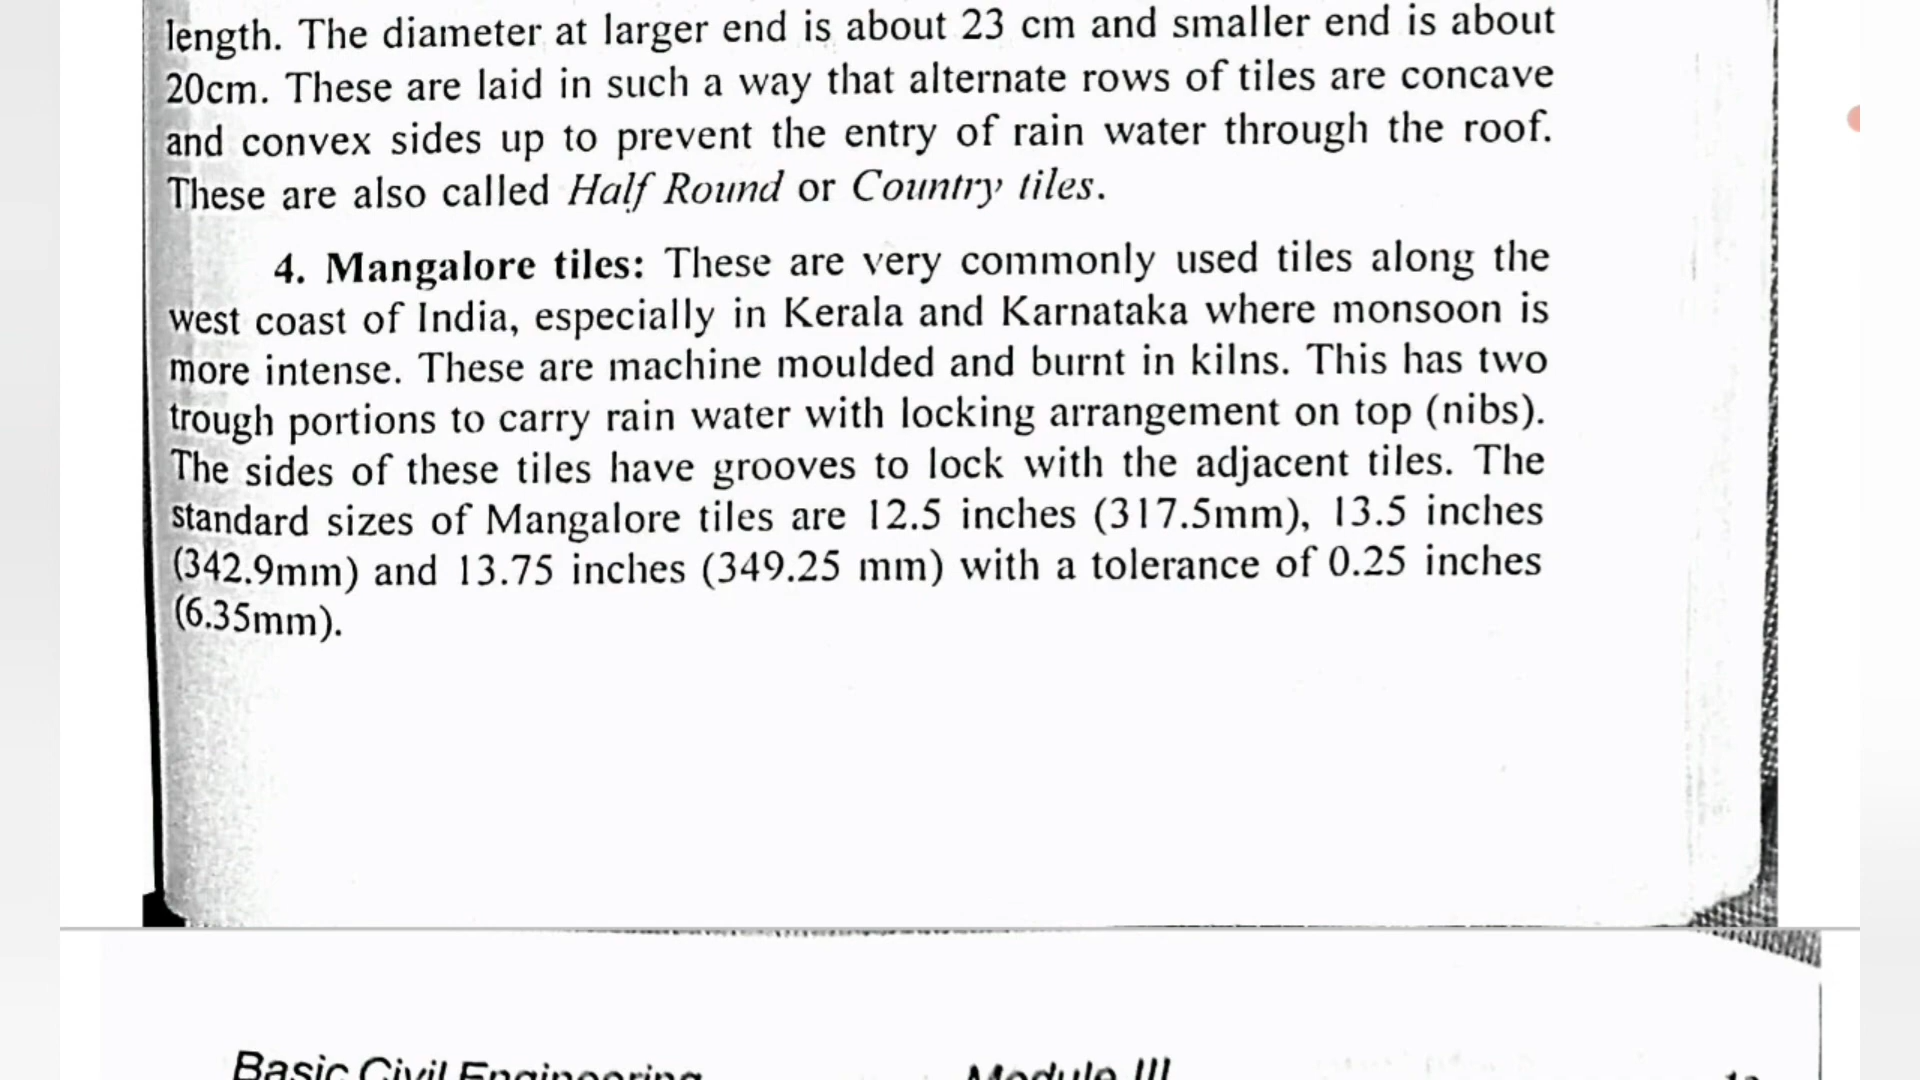 length. The diameter at larger end is about 23 cm and smaller end is about
20cm. These are laid in such a way that alternate rows of tiles are concave
and convex sides up to prevent the entry of rain water through the roof.
These are also called Half Round or Country tiles.
4. Mangalore tiles: These are very commonly used tiles along the
west coast of India, especially in Kerala and Karnataka where monsoon is
more intense. These are machine moulded and burnt in kilns. This has two
trough portions to carry rain water with locking arrangement on top (nibs).
The sides of these tiles have grooves to lock with the adjacent tiles. The
standard sizes of Mangalore tiles are 12.5 inches (317.5mm), 13.5 inches
(342.9mm) and 13.75 inches (349.25 mm) with a tolerance of 0.25 inches
(6.35mm).
Basic Civil Engineering Module III